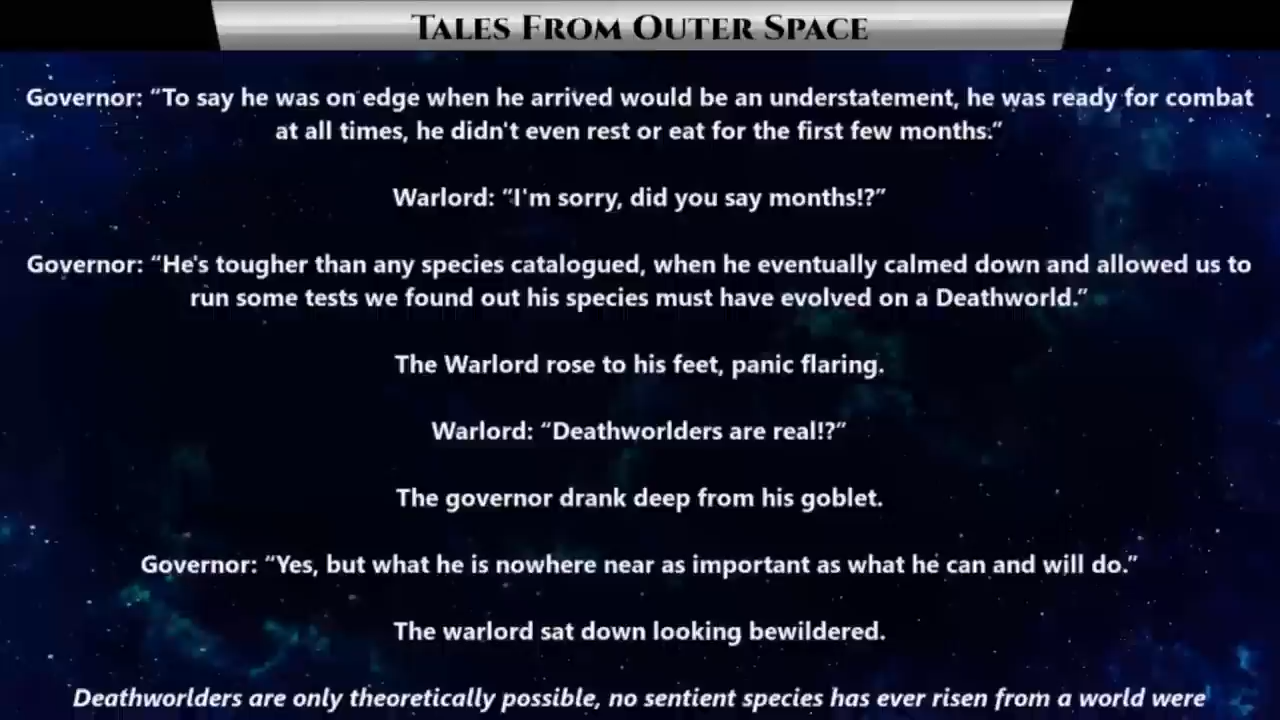 Tales From Outer Space
Governor: “To say he was on edge when he arrived would be an understatement, he was ready for combat
at all times, he didn't even rest or eat for the first few months.”
Warlord: “I'm sorry, did you say months!?”
Governor: “He's tougher than any species catalogued, when he eventually calmed down and allowed us to
run some tests we found out his species must have evolved on a Deathworld.”
The Warlord rose to his feet, panic flaring.
Warlord: “Deathworlders are real!?”
The governor drank deep from his goblet.
Governor: “Yes, but what he is nowhere near as important as what he can and will do.”
The warlord sat down looking bewildered.
Deathworlders are only theoretically possible, no sentient species has ever risen from a world were